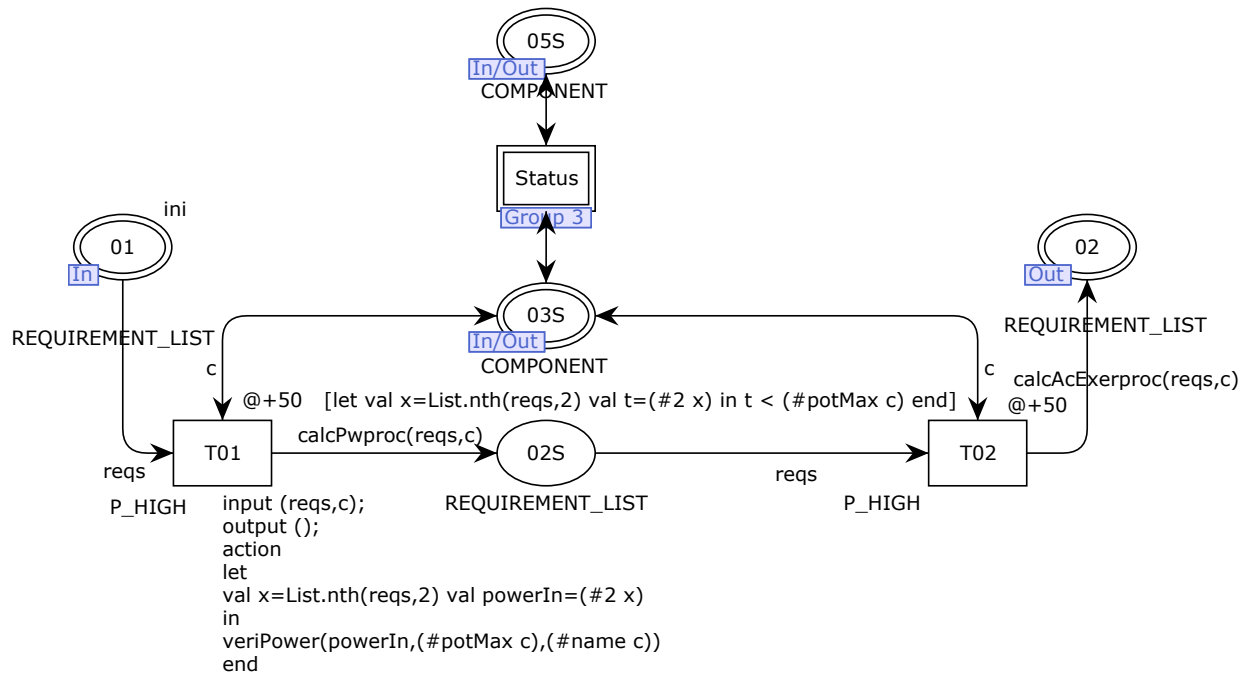 05S
In/Out
COMPONENT
Status
Group 3
ini
01
In
REQUIREMENT_LIST
02
Out
REQUIREMENT_LIST
03S
In/Out
COMPONENT
c
c
calcAcExerproc(reqs,c)
@+50
[let val x=List.nth(reqs,2) val t=(#2 x) in t < (#potMax c) end]
@+50
calcPwproc(reqs,c)
T01
02S
T02
reqs
reqs
P_HIGH
REQUIREMENT_LIST
P_HIGH
input (reqs,c);
output ();
action
let
val x=List.nth(reqs,2) val powerIn=(#2 x)
in
veriPower(powerIn,(#potMax c),(#name c))
end